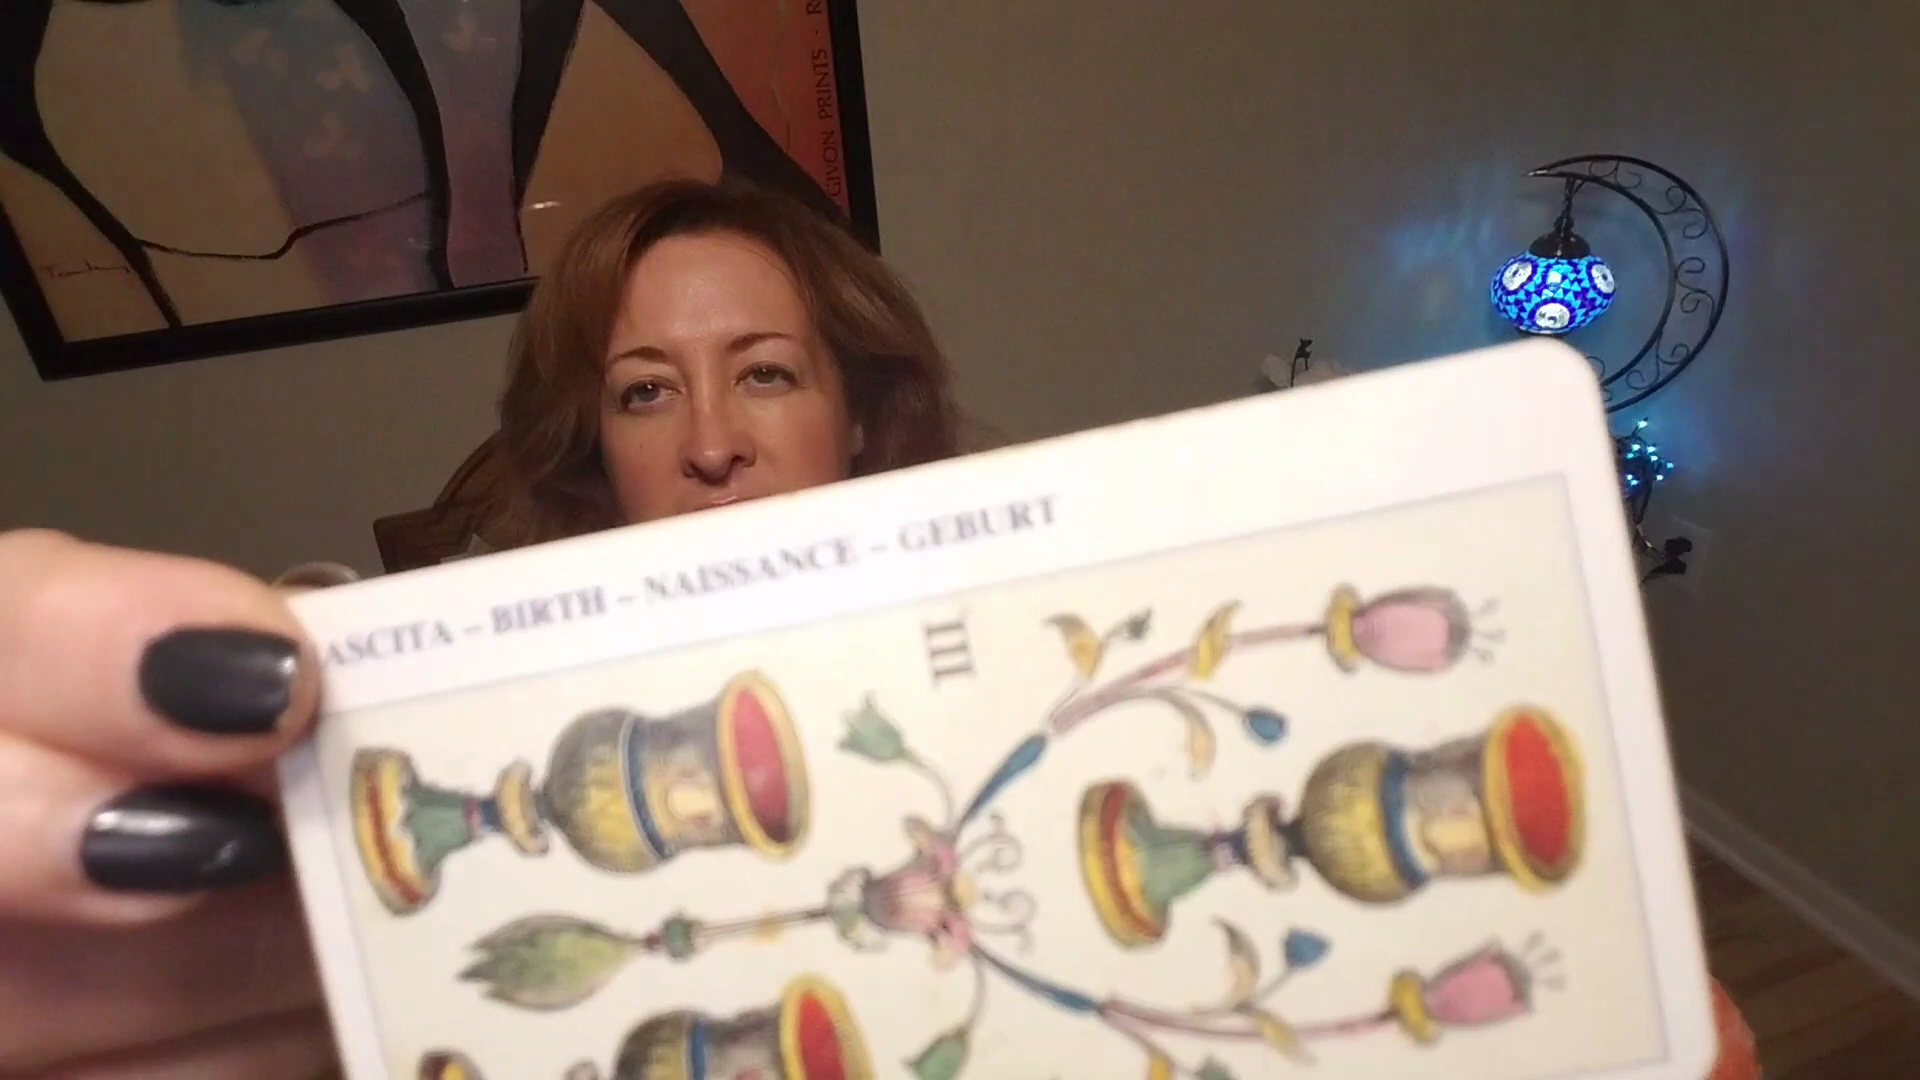 GIVON PRINTS · R
ASCITA – BIRTH – NAISSANCE – GEBURT
III